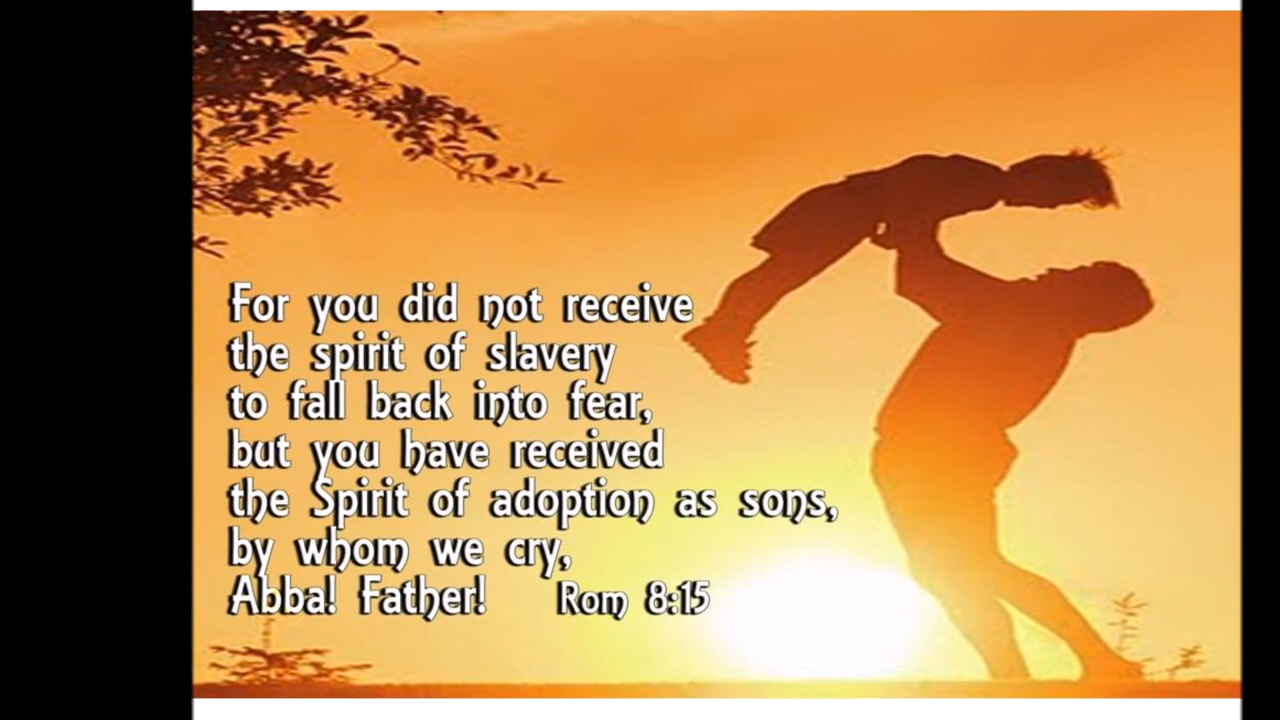 For you did not receive
the spirit of slavery
to fall back into fear,
but you have received
the Spirit of adoption as sons,
by whom we cry,
Abba! Father! Rom 8:15